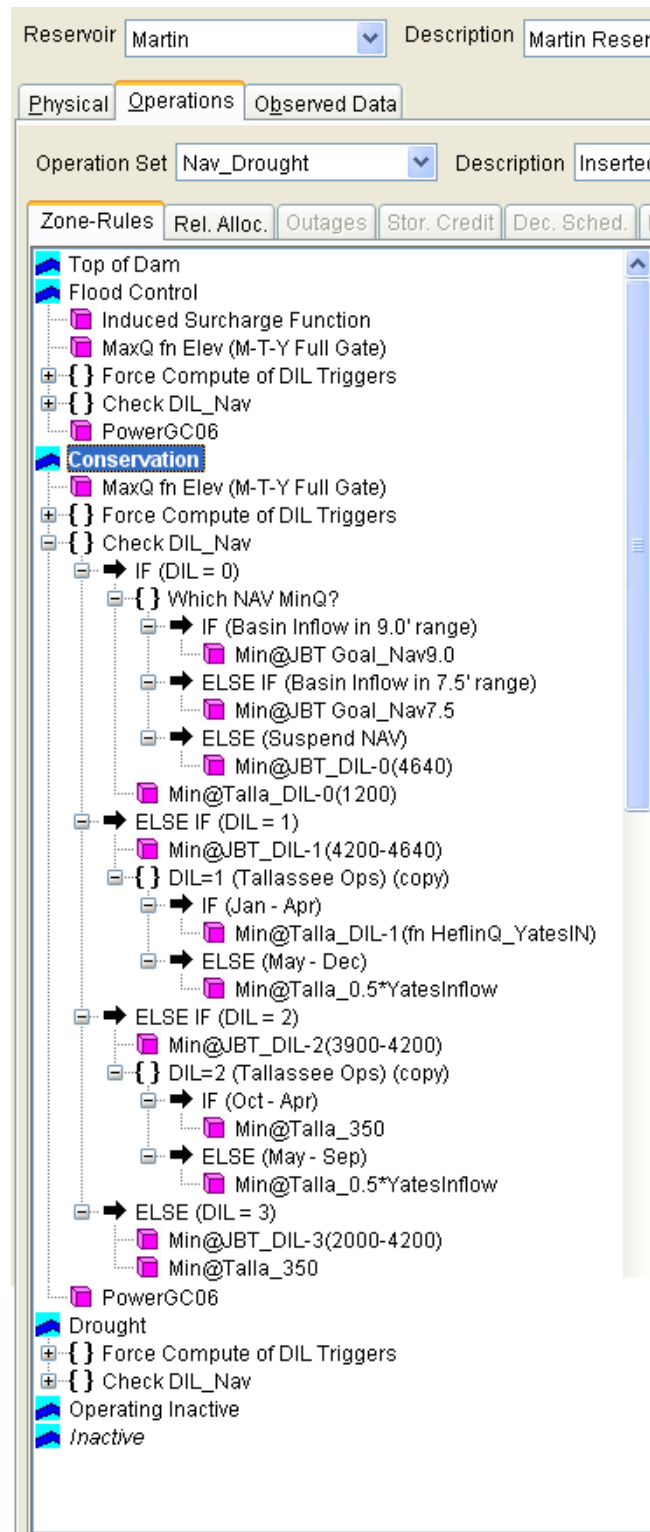 Reservoir Martin Description Martin Reser
Physical Operations Observed Data
Operation Set Nav_Drought Description Inserted
Zone-Rules Rel. Alloc. Outages Stor. Credit Dec. Sched.
Top of Dam
Flood Control
Induced Surcharge Function
MaxQ fn Elev (M-T-Y Full Gate)
{ } Force Compute of DIL Triggers
{ } Check DIL_Nav
PowerGC06
Conservation
MaxQ fn Elev (M-T-Y Full Gate)
{ } Force Compute of DIL Triggers
{ } Check DIL_Nav
IF (DIL = 0)
{ } Which NAV MinQ?
IF (Basin Inflow in 9.0' range)
Min@JBT Goal_Nav9.0
ELSE IF (Basin Inflow in 7.5' range)
Min@JBT Goal_Nav7.5
ELSE (Suspend NAV)
Min@JBT_DIL-0(4640)
Min@Talla_DIL-0(1200)
ELSE IF (DIL = 1)
Min@JBT_DIL-1(4200-4640)
{ } DIL=1 (Tallassee Ops) (copy)
IF (Jan - Apr)
Min@Talla_DIL-1(fn HeflinQ_YatesIN)
ELSE (May - Dec)
Min@Talla_0.5*YatesInflow
ELSE IF (DIL = 2)
Min@JBT_DIL-2(3900-4200)
{ } DIL=2 (Tallassee Ops) (copy)
IF (Oct - Apr)
Min@Talla_350
ELSE (May - Sep)
Min@Talla_0.5*YatesInflow
ELSE (DIL = 3)
Min@JBT_DIL-3(2000-4200)
Min@Talla_350
PowerGC06
Drought
{ } Force Compute of DIL Triggers
{ } Check DIL_Nav
Operating Inactive
Inactive